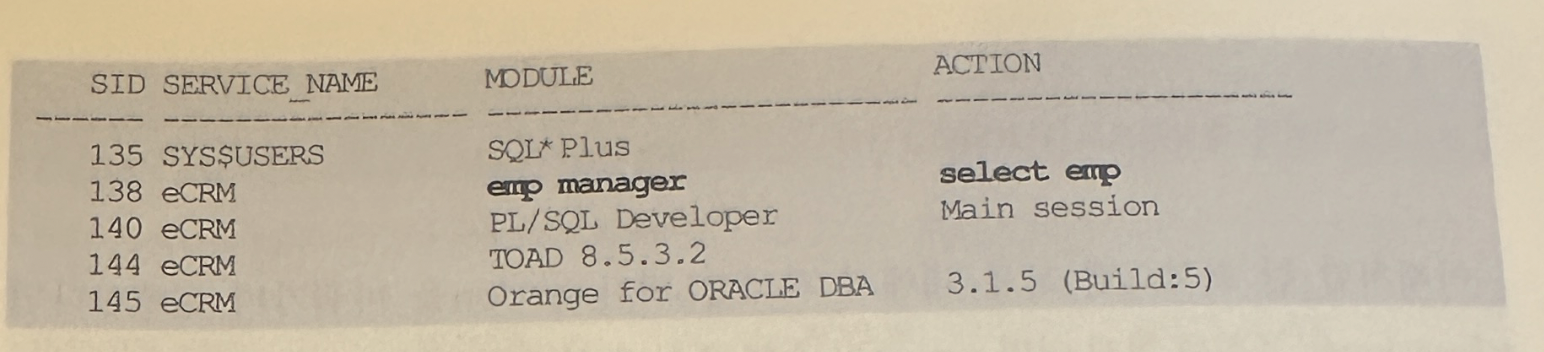 SID SERVICE_NAME MODULE ACTION
------ ----------------- ------------------------ --------------------
135 SYS$USERS SQL*Plus
138 eCRM emp manager select emp
140 eCRM PL/SQL Developer Main session
144 eCRM TOAD 8.5.3.2
145 eCRM Orange for ORACLE DBA 3.1.5 (Build:5)